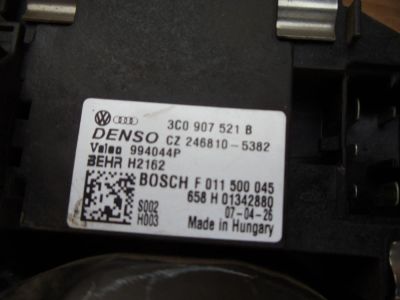 3C0 907 521 B
DENSO CZ 246810-5382
Valeo 994044P
BEHR H2162
BOSCH F 011 500 045
658 H 01342880
S002 07-04-26
H003 Made in Hungary